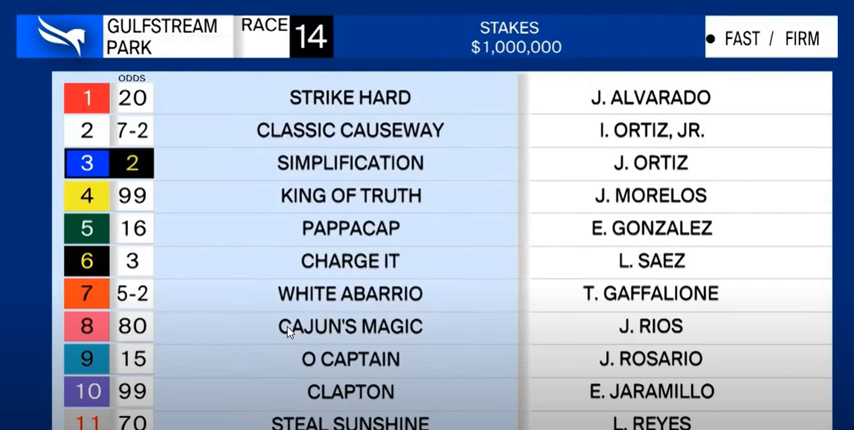 GULFSTREAM
PARK
RACE 14
STAKES
$1,000,000
FAST / FIRM
ODDS
1 20 STRIKE HARD J. ALVARADO
2 7-2 CLASSIC CAUSEWAY I. ORTIZ, JR.
3 2 SIMPLIFICATION J. ORTIZ
4 99 KING OF TRUTH J. MORELOS
5 16 PAPPACAP E. GONZALEZ
6 3 CHARGE IT L. SAEZ
7 5-2 WHITE ABARRIO T. GAFFALIONE
8 80 CAJUN'S MAGIC J. RIOS
9 15 O CAPTAIN J. ROSARIO
10 99 CLAPTON E. JARAMILLO
11 70 STEAL SUNSHINE L. REYES